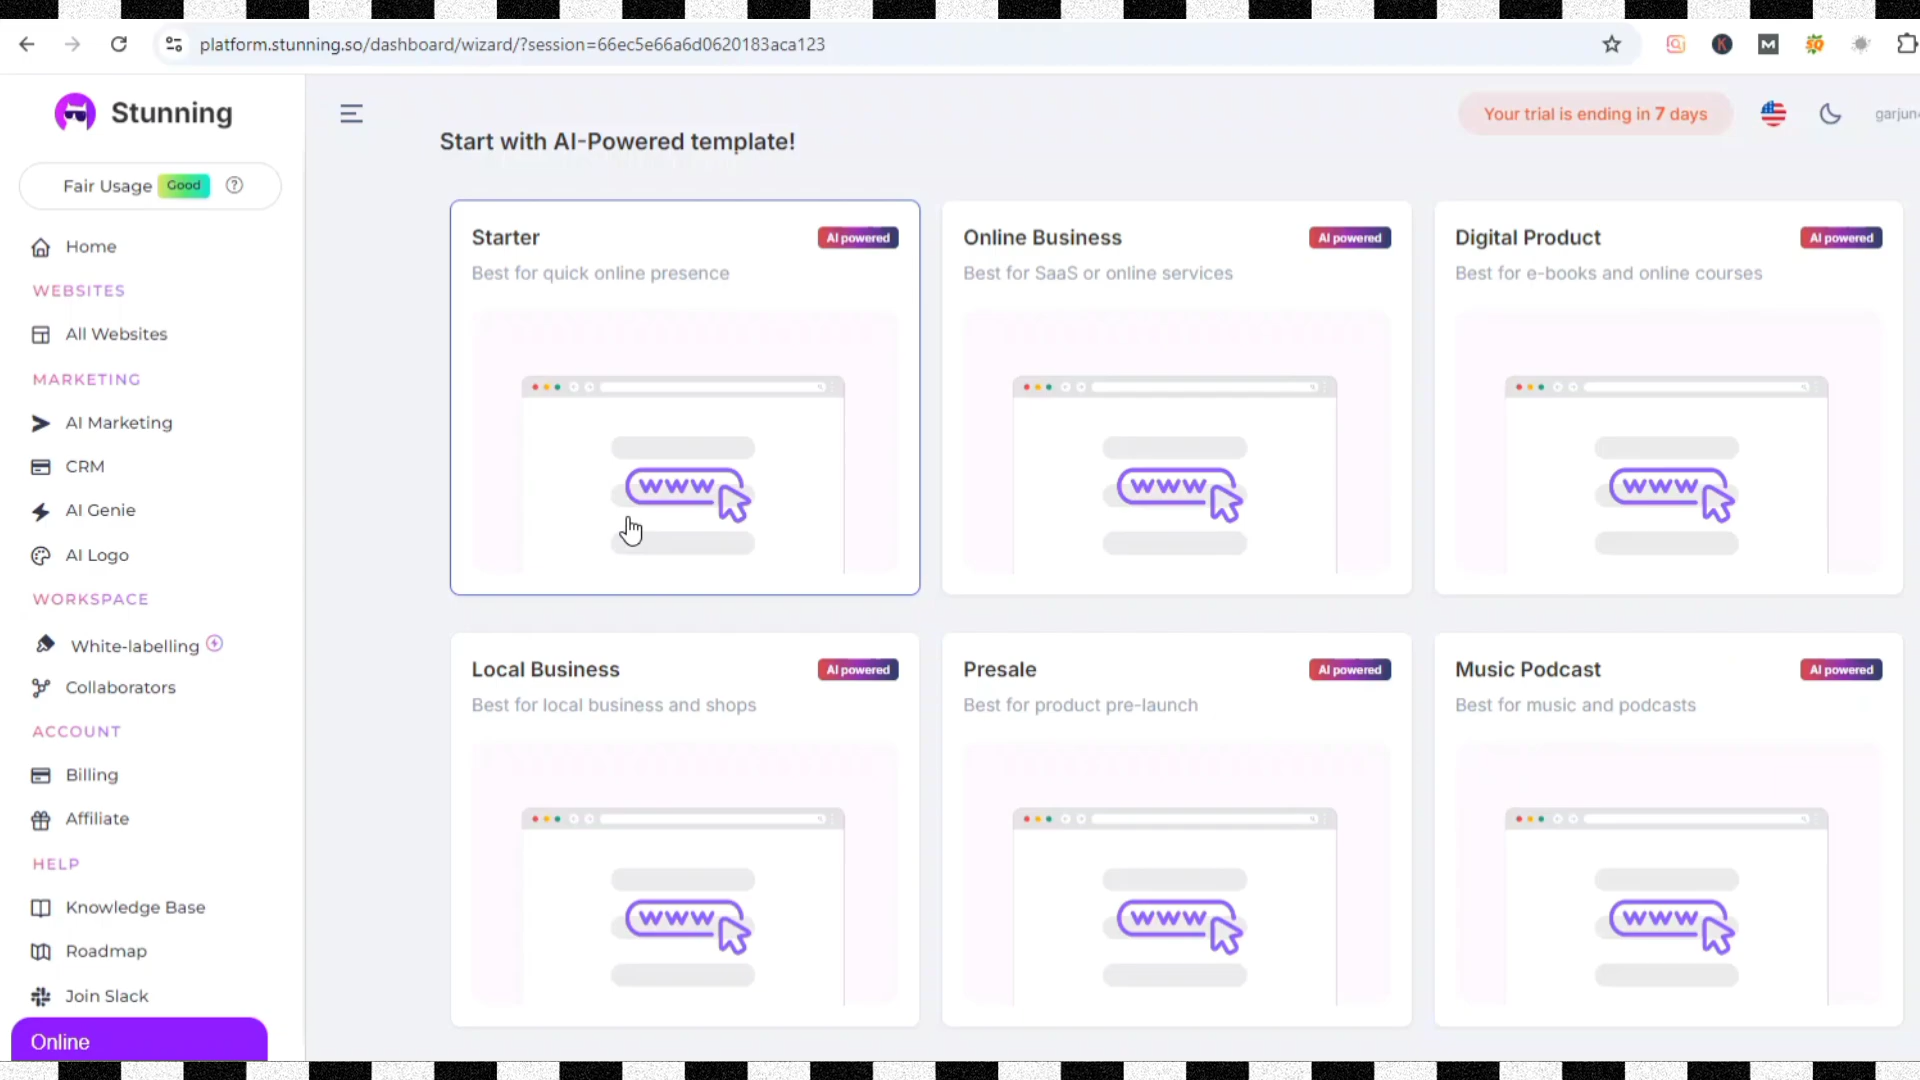 platform.stunning.so/dashboard/wizard/?session=66ec5e66a6d0620183aca123
Stunning
Fair Usage Good ?
Home
WEBSITES
All Websites
MARKETING
AI Marketing
CRM
AI Genie
AI Logo
WORKSPACE
White-labelling
Collaborators
ACCOUNT
Billing
Affiliate
HELP
Knowledge Base
Roadmap
Join Slack
Online
Your trial is ending in 7 days
garjun
Start with AI-Powered template!
Starter
AI powered
Best for quick online presence
www
Online Business
AI powered
Best for SaaS or online services
www
Digital Product
AI powered
Best for e-books and online courses
www
Local Business
AI powered
Best for local business and shops
www
Presale
AI powered
Best for product pre-launch
www
Music Podcast
AI powered
Best for music and podcasts
www